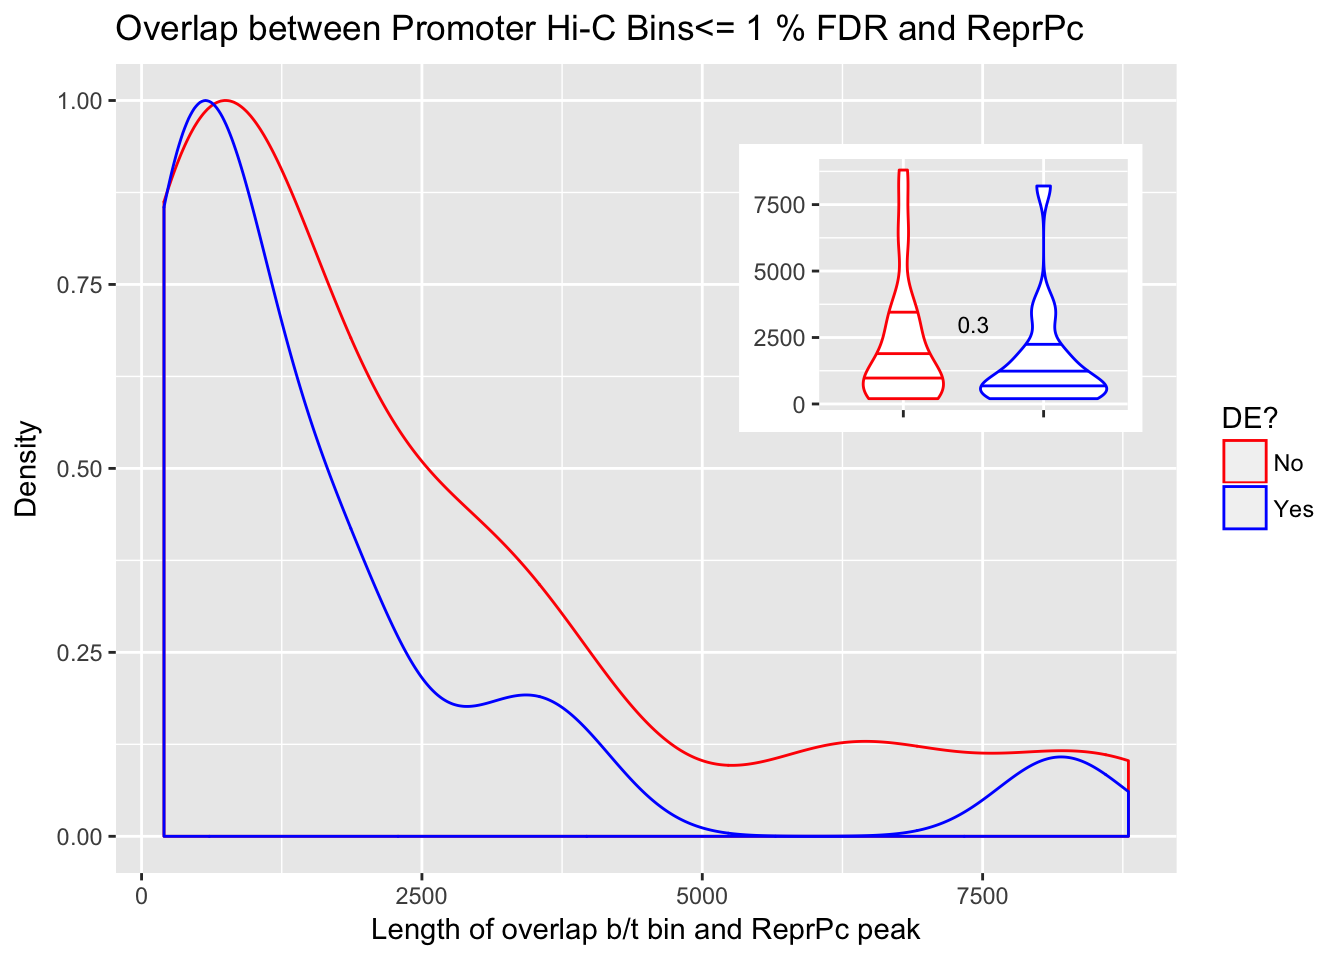 Overlap between Promoter Hi-C Bins<= 1 % FDR and ReprPc
1.00
0.75
0.50
0.25
0.00
Density
0
2500
5000
7500
Length of overlap b/t bin and ReprPc peak
7500
5000
2500
0
0.3
DE?
No
Yes